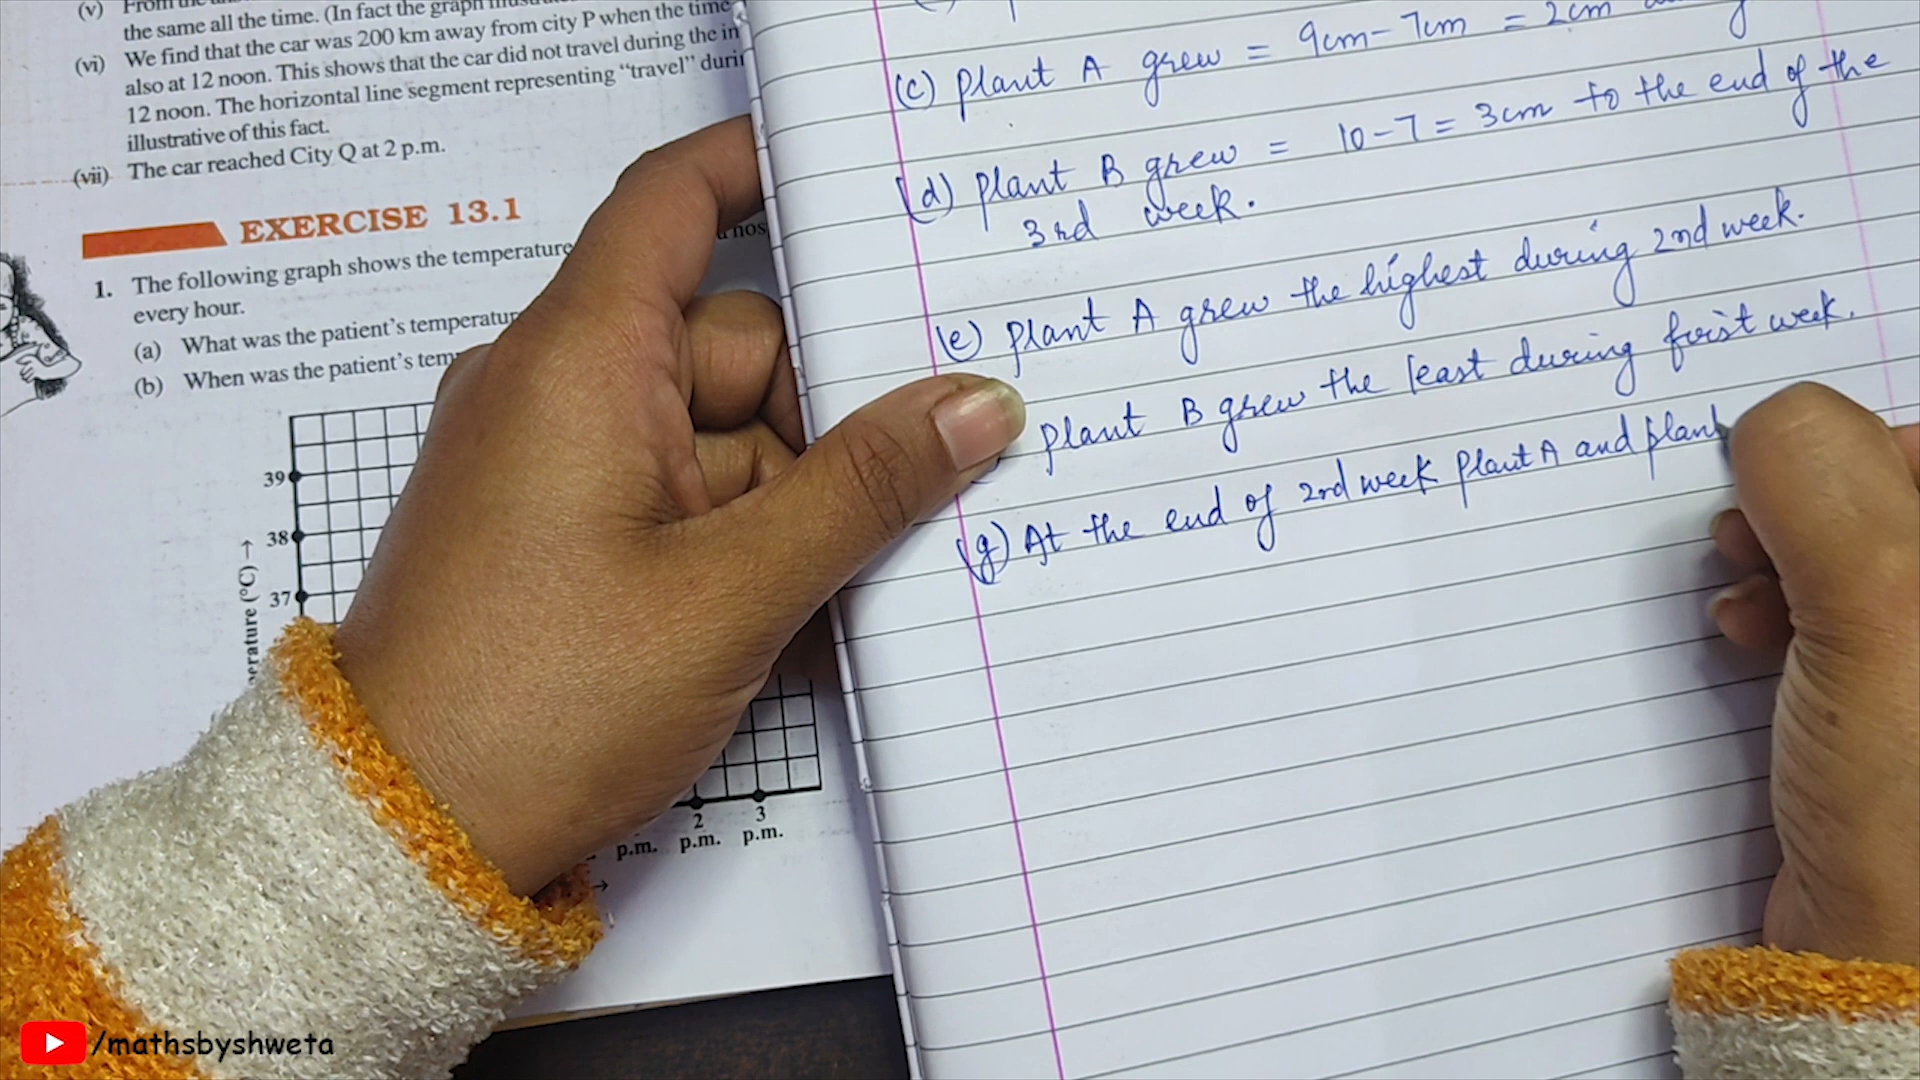 (v) From the
the same all the time. (In fact the graph
(vi) We find that the car was 200 km away from city P when the time
also at 12 noon. This shows that the car did not travel during the in
12 noon. The horizontal line segment representing "travel" duri
illustrative of this fact.
(vii) The car reached City Q at 2 p.m.
EXERCISE 13.1
1. The following graph shows the temperature
every hour.
(a) What was the patient's temperatur
(b) When was the patient's tem
39
38
37
erature (°C) →
2 3
p.m. p.m. p.m.
→
(c) plant A grew = 9cm - 7cm = 2cm
(d) plant B grew = 10 - 7 = 3cm to the end of the
3rd week.
(e) plant A grew the highest during 2nd week.
plant B grew the least during first week.
(g) At the end of 2nd week plant A and plant
/mathsbyshweta